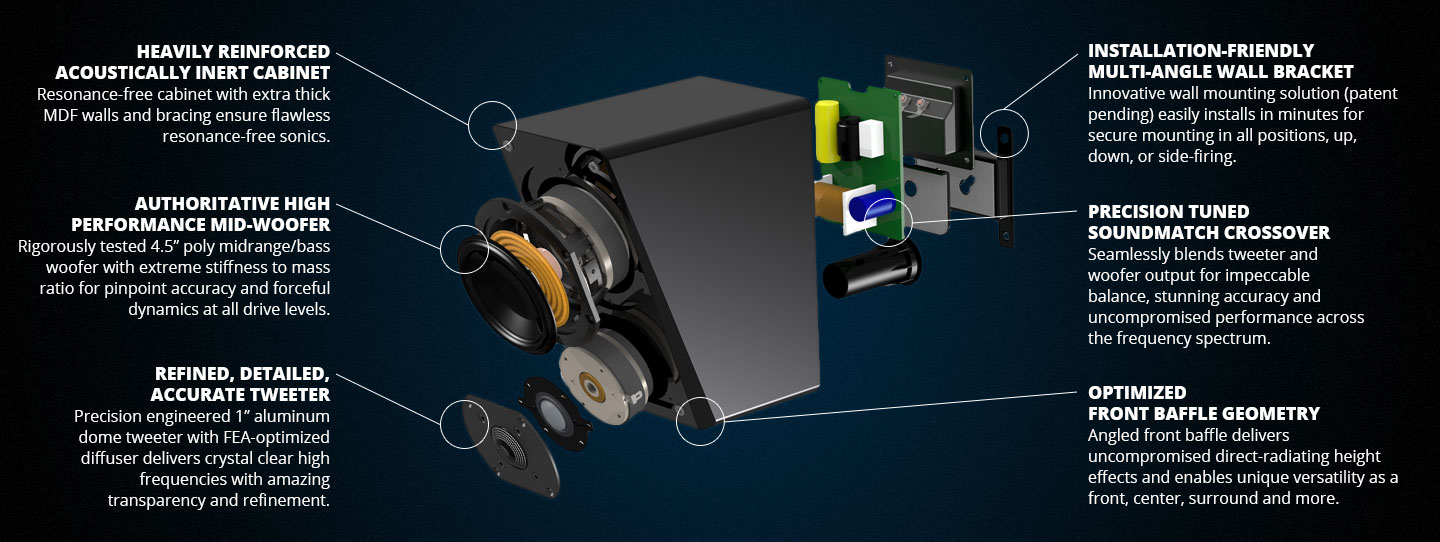 HEAVILY REINFORCED
ACOUSTICALLY INERT CABINET
Resonance-free cabinet with extra thick
MDF walls and bracing ensure flawless
resonance-free sonics.
AUTHORITATIVE HIGH
PERFORMANCE MID-WOOFER
Rigorously tested 4.5” poly midrange/bass
woofer with extreme stiffness to mass
ratio for pinpoint accuracy and forceful
dynamics at all drive levels.
REFINED, DETAILED,
ACCURATE TWEETER
Precision engineered 1” aluminum
dome tweeter with FEA-optimized
diffuser delivers crystal clear high
frequencies with amazing
transparency and refinement.
INSTALLATION-FRIENDLY
MULTI-ANGLE WALL BRACKET
Innovative wall mounting solution (patent
pending) easily installs in minutes for
secure mounting in all positions, up,
down, or side-firing.
PRECISION TUNED
SOUNDMATCH CROSSOVER
Seamlessly blends tweeter and
woofer output for impeccable
balance, stunning accuracy and
uncompromised performance across
the frequency spectrum.
OPTIMIZED
FRONT BAFFLE GEOMETRY
Angled front baffle delivers
uncompromised direct-radiating height
effects and enables unique versatility as a
front, center, surround and more.